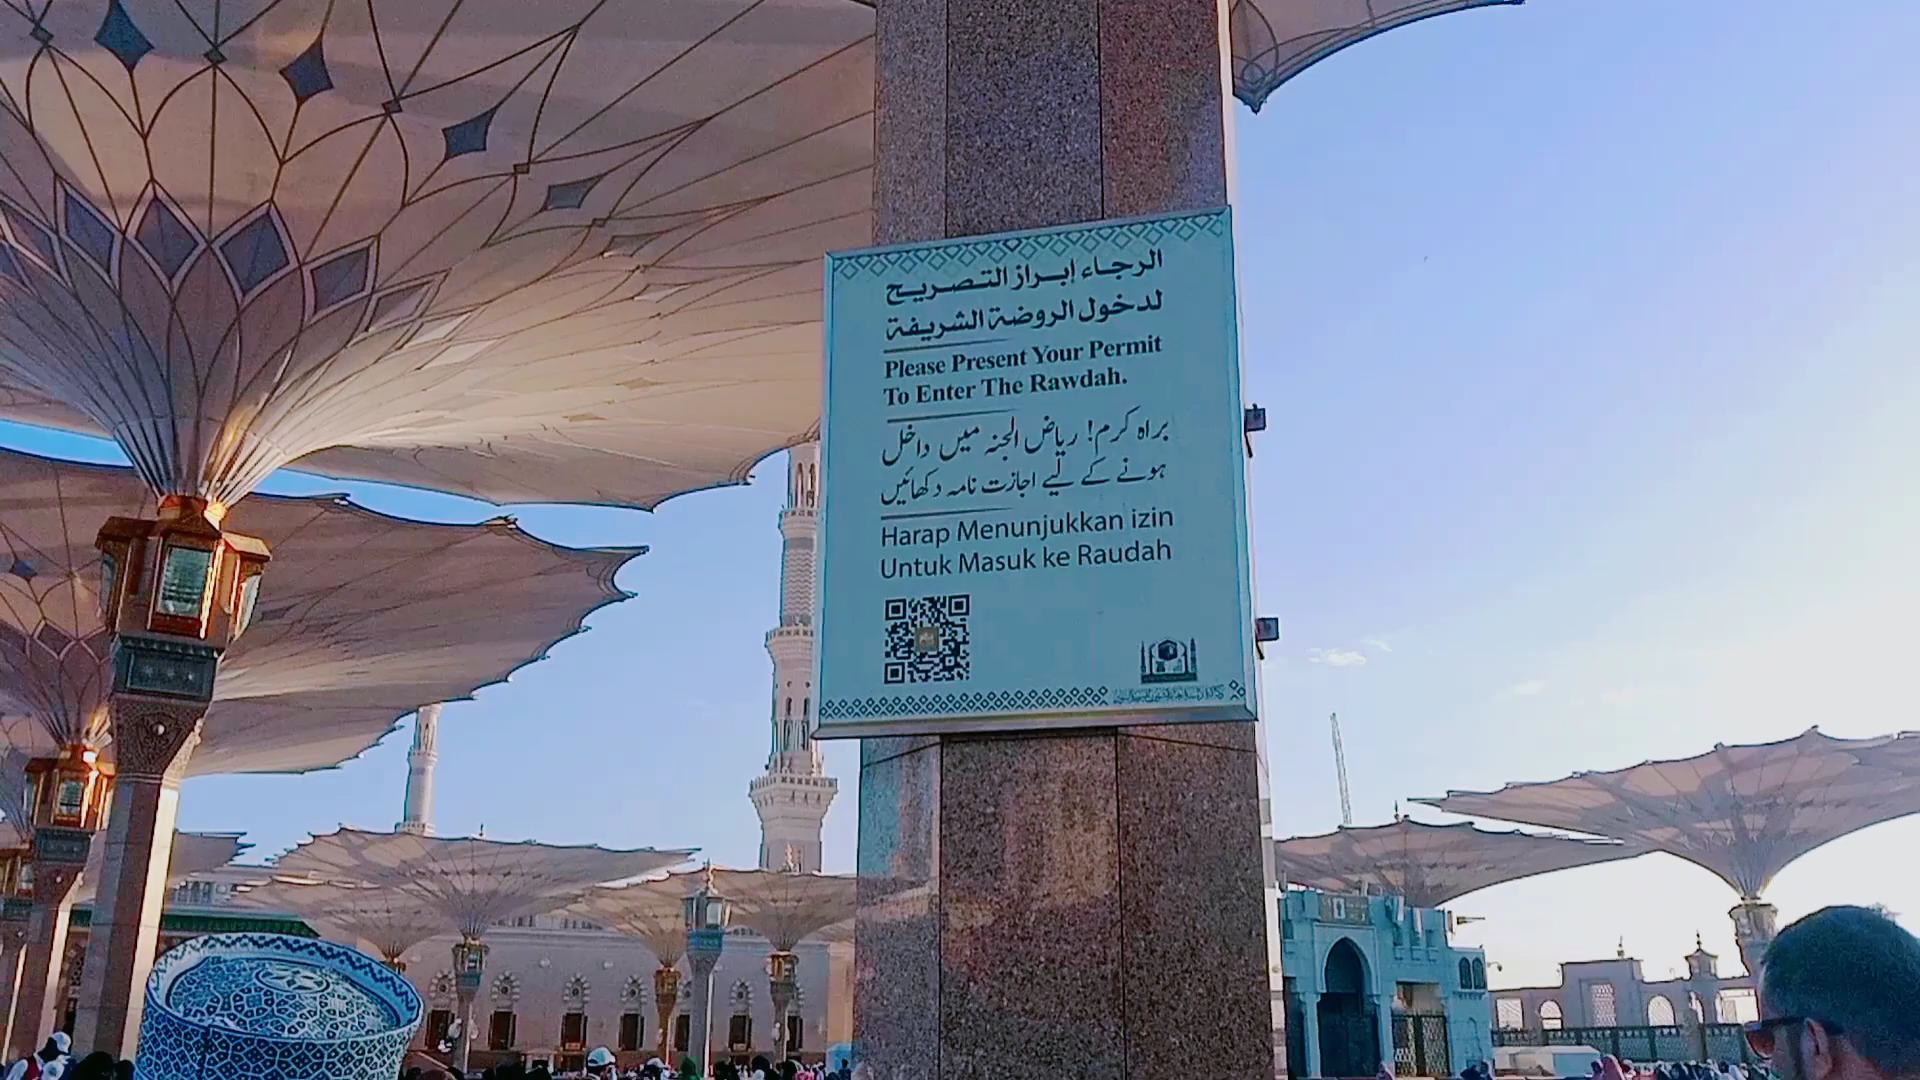 الرجاء إبراز التصريح
لدخول الروضة الشريفة
Please Present Your Permit
To Enter The Rawdah.
براہ کرم! ریاض الجنہ میں داخل
ہونے کے لیے اجازت نامہ دکھائیں
Harap Menunjukkan izin
Untuk Masuk ke Raudah